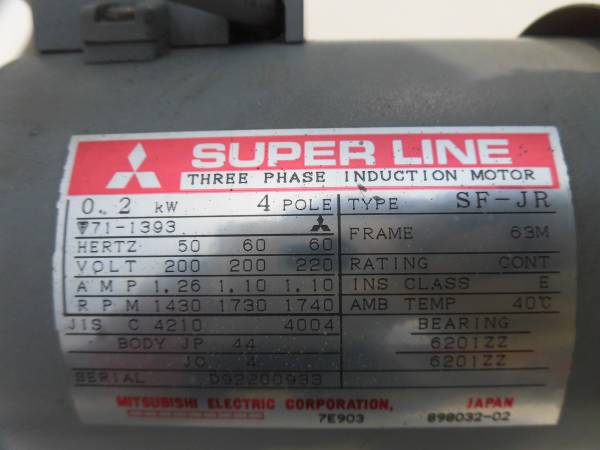 SUPER LINE
THREE PHASE INDUCTION MOTOR
0.2 kW 4 POLE TYPE SF-JR
71-1393
FRAME 63M
HERTZ 50 60 60
VOLT 200 200 220 RATING CONT
AMP 1.26 1.10 1.10 INS CLASS E
RPM 1430 1730 1740 AMB TEMP 40℃
JIS C 4210 4004 BEARING
BODY JP 44 6201ZZ
JC 4 6201ZZ
SERIAL D92200933
MITSUBISHI ELECTRIC CORPORATION, JAPAN
7E903 898032-02